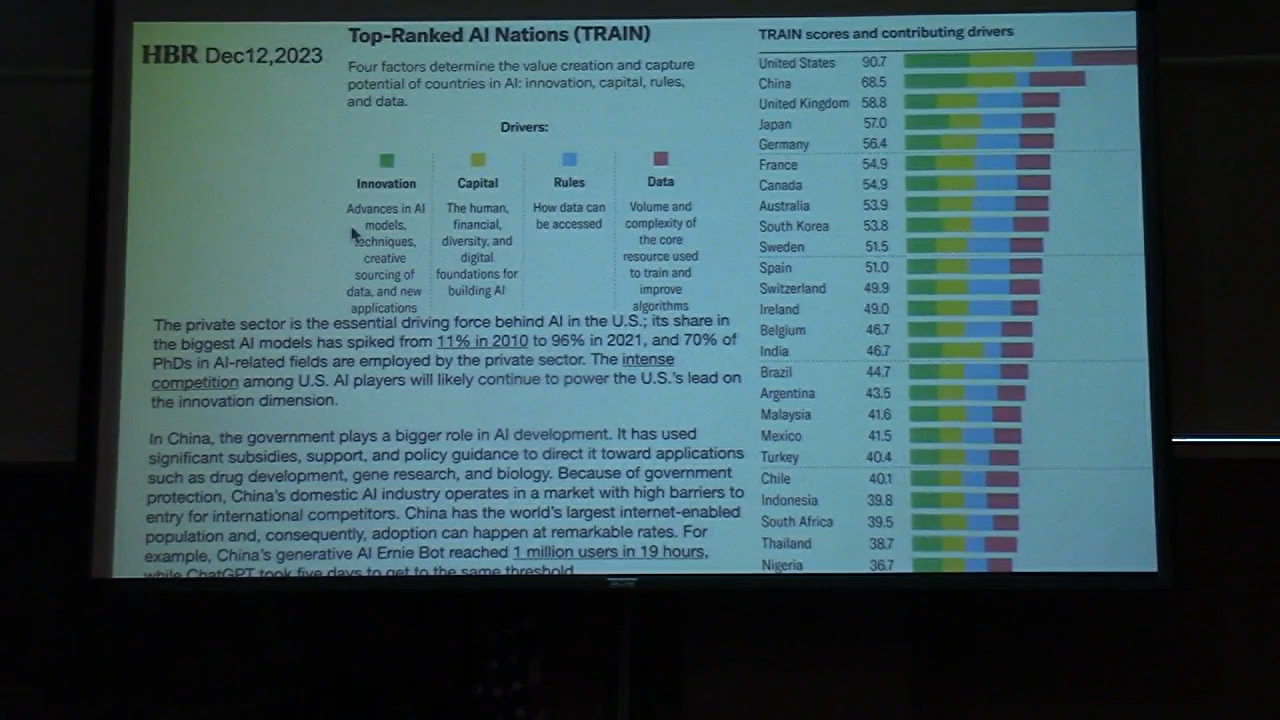 HBR Dec12,2023
Top-Ranked AI Nations (TRAIN)
Four factors determine the value creation and capture
potential of countries in AI: innovation, capital, rules,
and data.
Drivers:
Innovation
Advances in AI
models,
techniques,
creative
sourcing of
data, and new
applications
Capital
The human,
financial,
diversity, and
digital
foundations for
building AI
Rules
How data can
be accessed
Data
Volume and
complexity of
the core
resource used
to train and
improve
algorithms
The private sector is the essential driving force behind AI in the U.S.; its share in
the biggest AI models has spiked from 11% in 2010 to 96% in 2021, and 70% of
PhDs in AI-related fields are employed by the private sector. The intense
competition among U.S. AI players will likely continue to power the U.S.'s lead on
the innovation dimension.
In China, the government plays a bigger role in AI development. It has used
significant subsidies, support, and policy guidance to direct it toward applications
such as drug development, gene research, and biology. Because of government
protection, China's domestic AI industry operates in a market with high barriers to
entry for international competitors. China has the world's largest internet-enabled
population and, consequently, adoption can happen at remarkable rates. For
example, China's generative AI Ernie Bot reached 1 million users in 19 hours,
while ChatGPT took five days to get to the same threshold
TRAIN scores and contributing drivers
United States 90.7
China 68.5
United Kingdom 58.8
Japan 57.0
Germany 56.4
France 54.9
Canada 54.9
Australia 53.9
South Korea 53.8
Sweden 51.5
Spain 51.0
Switzerland 49.9
Ireland 49.0
Belgium 46.7
India 46.7
Brazil 44.7
Argentina 43.5
Malaysia 41.6
Mexico 41.5
Turkey 40.4
Chile 40.1
Indonesia 39.8
South Africa 39.5
Thailand 38.7
Nigeria 36.7